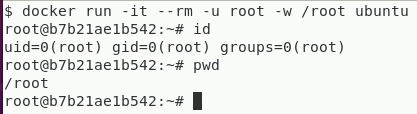 $ docker run -it --rm -u root -w /root ubuntu
root@b7b21ae1b542:~# id
uid=0(root) gid=0(root) groups=0(root)
root@b7b21ae1b542:~# pwd
/root
root@b7b21ae1b542:~#